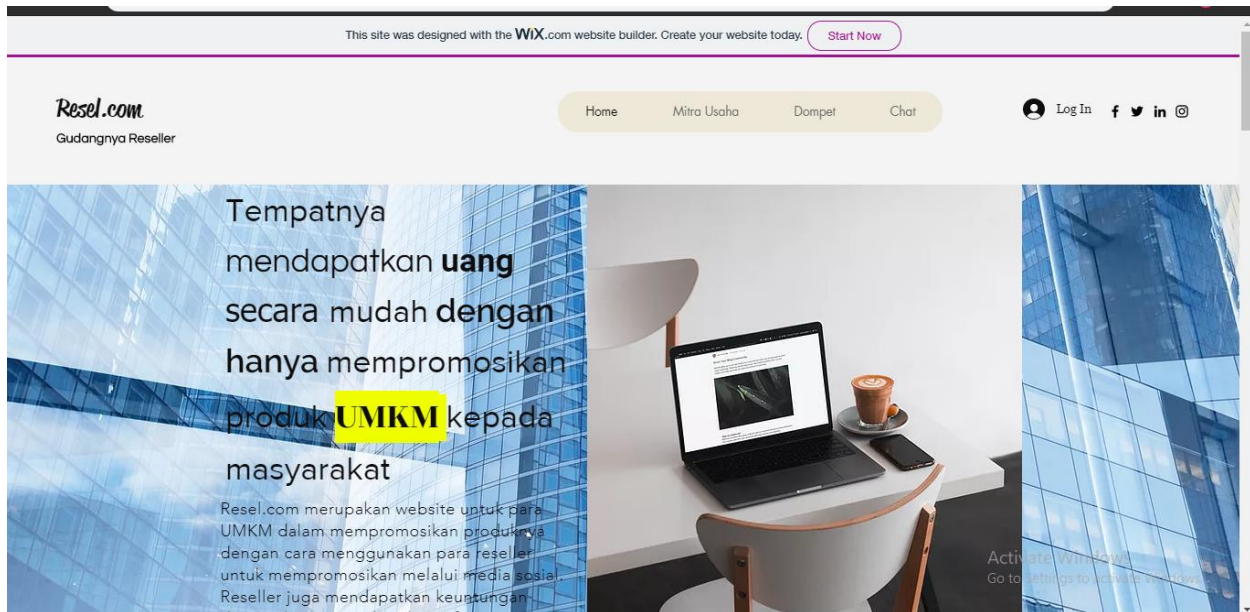 This site was designed with the WiX.com website builder. Create your website today. Start Now
Resel.com
Gudangnya Reseller
Home Mitra Usaha Dompet Chat
Log In
Tempatnya
mendapatkan uang
secara mudah dengan
hanya mempromosikan
produk UMKM kepada
masyarakat
Resel.com merupakan website untuk para
UMKM dalam mempromosikan produknya
dengan cara menggunakan para reseller
untuk mempromosikan melalui media sosial.
Reseller juga mendapatkan keuntungan
Activate Windows
Go to Settings to activate Windows.